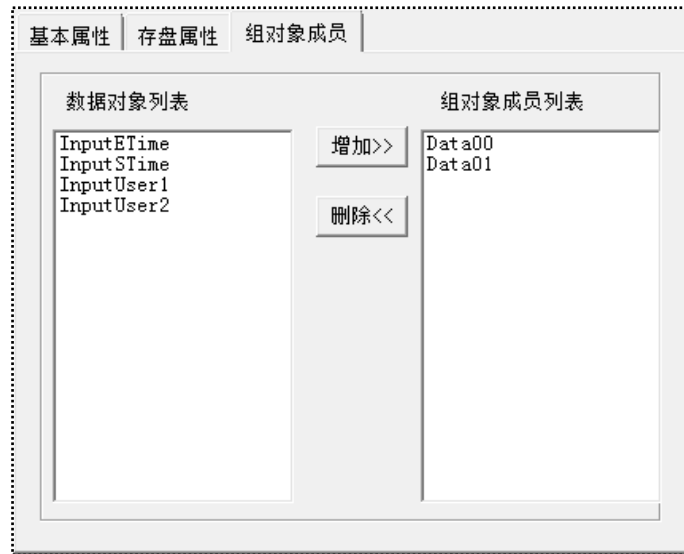 基本属性 存盘属性 组对象成员
数据对象列表 组对象成员列表
InputETime
InputSTime
InputUser1
InputUser2
增加>>
删除<<
Data00
Data01